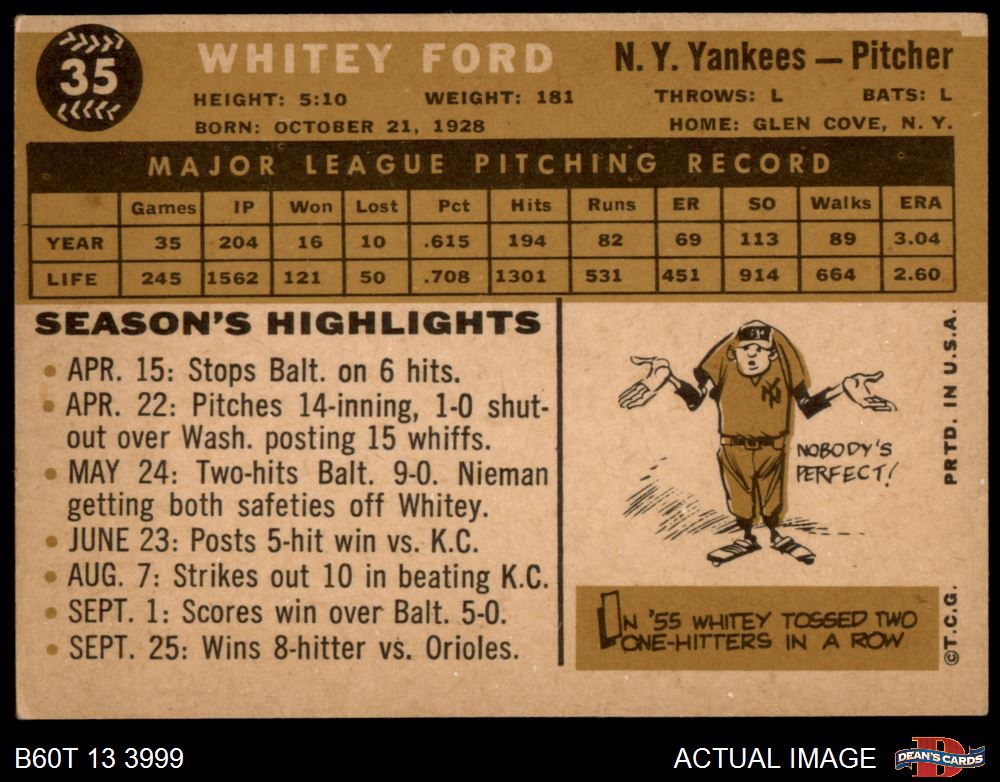 35
WHITEY FORD
N. Y. Yankees — Pitcher
HEIGHT: 5:10 WEIGHT: 181 THROWS: L BATS: L
BORN: OCTOBER 21, 1928 HOME: GLEN COVE, N. Y.
MAJOR LEAGUE PITCHING RECORD
Games IP Won Lost Pct Hits Runs ER SO Walks ERA
YEAR 35 204 16 10 .615 194 82 69 113 89 3.04
LIFE 245 1562 121 50 .708 1301 531 451 914 664 2.60
SEASON'S HIGHLIGHTS
• APR. 15: Stops Balt. on 6 hits.
• APR. 22: Pitches 14-inning, 1-0 shut-
out over Wash. posting 15 whiffs.
• MAY 24: Two-hits Balt. 9-0. Nieman
getting both safeties off Whitey.
• JUNE 23: Posts 5-hit win vs. K.C.
• AUG. 7: Strikes out 10 in beating K.C.
• SEPT. 1: Scores win over Balt. 5-0.
• SEPT. 25: Wins 8-hitter vs. Orioles.
NY
NY
NOBODY'S
PERFECT!
IN '55 WHITEY TOSSED TWO
ONE-HITTERS IN A ROW
©T.C.G. PRTD. IN U.S.A.
B60T 13 3999
ACTUAL IMAGE
D
DEAN'S CARDS